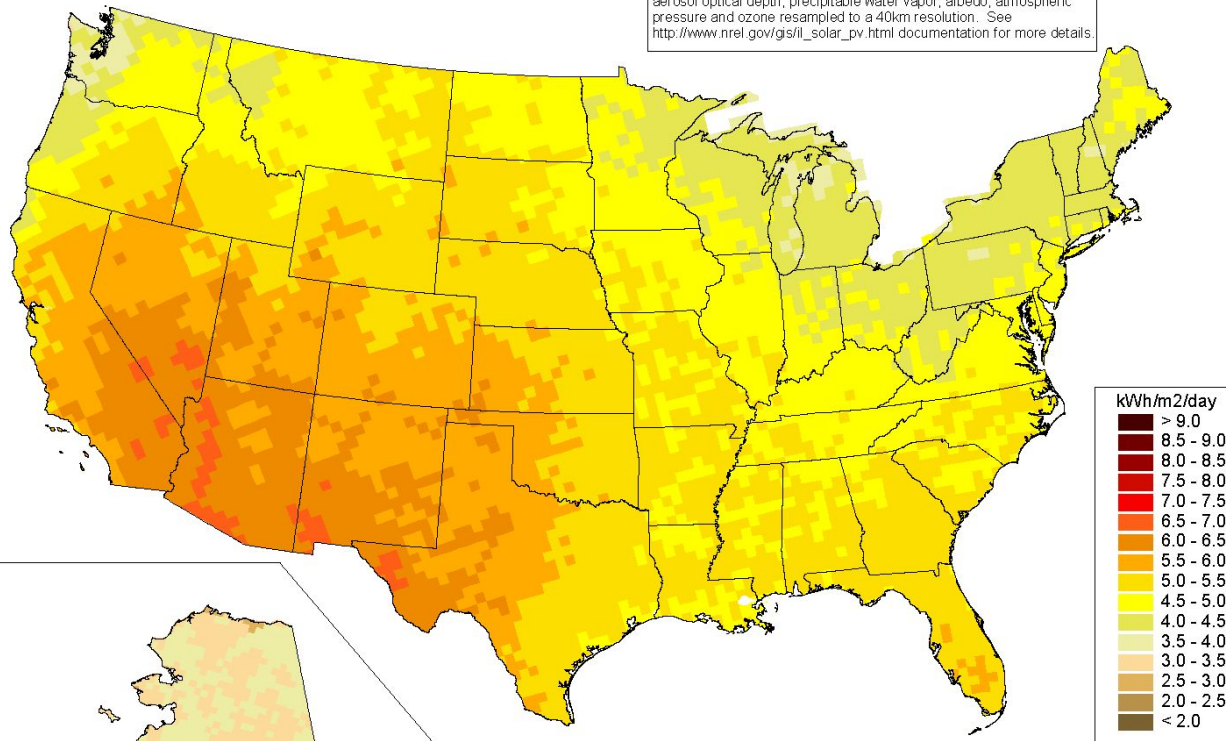 aerosol optical depth, precipitable water vapor, albedo, atmospheric
pressure and ozone resampled to a 40km resolution. See
http://www.nrel.gov/gis/il_solar_pv.html documentation for more details.
kWh/m2/day
> 9.0
8.5 - 9.0
8.0 - 8.5
7.5 - 8.0
7.0 - 7.5
6.5 - 7.0
6.0 - 6.5
5.5 - 6.0
5.0 - 5.5
4.5 - 5.0
4.0 - 4.5
3.5 - 4.0
3.0 - 3.5
2.5 - 3.0
2.0 - 2.5
< 2.0